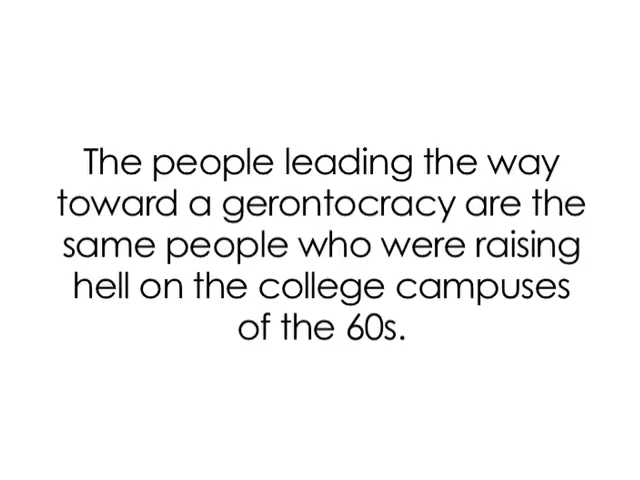 The people leading the way
toward a gerontocracy are the
same people who were raising
hell on the college campuses
of the 60s.